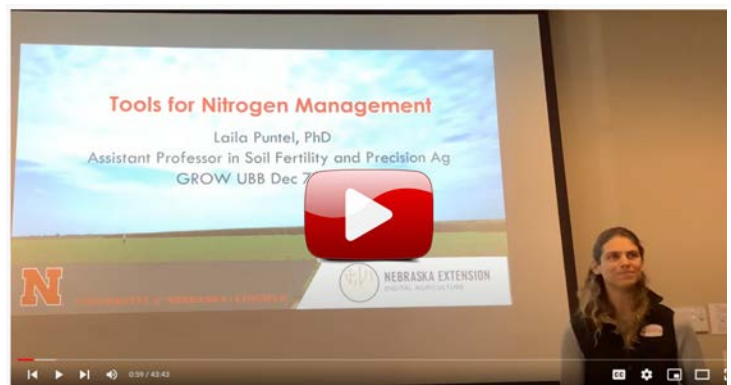 Tools for Nitrogen Management
Laila Puntel, PhD
Assistant Professor in Soil Fertility and Precision Ag
GROW UBB Dec 7
N
UNIVERSITY of NEBRASKA-LINCOLN
NEBRASKA EXTENSION
DIGITAL AGRICULTURE
0:59 / 43:43
CC